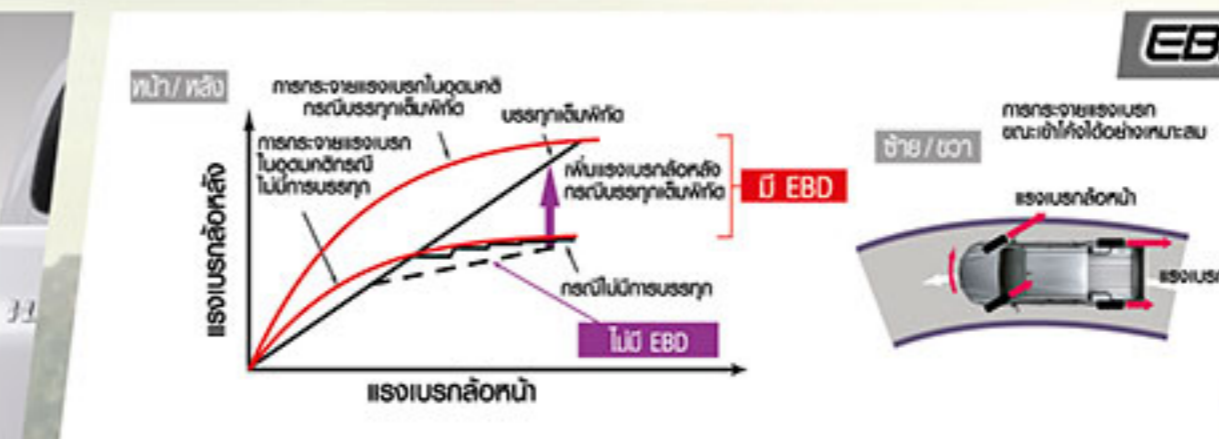 EB
หน้า / หลัง
การกระจายแรงเบรกในอุดมคติ
กรณีบรรทุกเต็มพิกัด
บรรทุกเต็มพิกัด
การกระจายแรงเบรก
ในอุดมคติกรณี
ไม่มีการบรรทุก
เพิ่มแรงเบรกล้อหลัง
กรณีบรรทุกเต็มพิกัด
มี EBD
แรงเบรกล้อหลัง
กรณีไม่มีการบรรทุก
ไม่มี EBD
แรงเบรกล้อหน้า
การกระจายแรงเบรก
ขณะเข้าโค้งได้อย่างเหมาะสม
ซ้าย / ขวา
แรงเบรกล้อหน้า
แรงเบรก